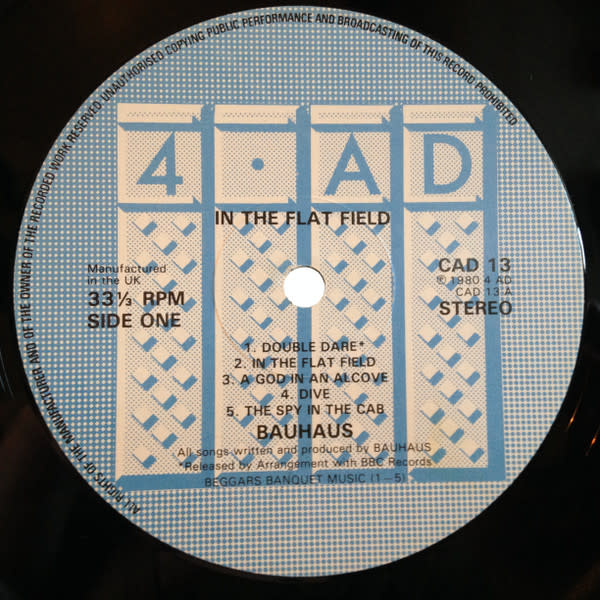 ALL RIGHTS OF THE MANUFACTURER AND OF THE OWNER OF THE RECORDED WORK RESERVED UNAUTHORISED COPYING PUBLIC PERFORMANCE AND BROADCASTING OF THIS RECORD PROHIBITED
4 · A D
IN THE FLAT FIELD
Manufactured
in the UK
33 ⅓ RPM
SIDE ONE
CAD 13
℗ 1980 4 AD
CAD 13 A
STEREO
1. DOUBLE DARE*
2. IN THE FLAT FIELD
3. A GOD IN AN ALCOVE
4. DIVE
5. THE SPY IN THE CAB
BAUHAUS
All songs written and produced by BAUHAUS
*Released by Arrangement with BBC Records
BEGGARS BANQUET MUSIC (1—5)